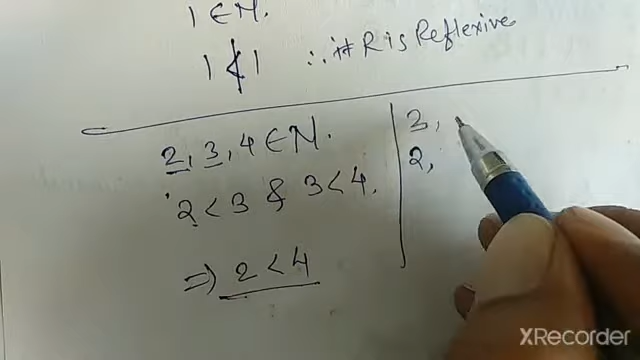 1 ∈ N.
1 ≮ 1 ∴ # R is Reflexive
2, 3, 4 ∈ N.
2 < 3 & 3 < 4.
⇒ 2 < 4
2,
2,
XRecorder